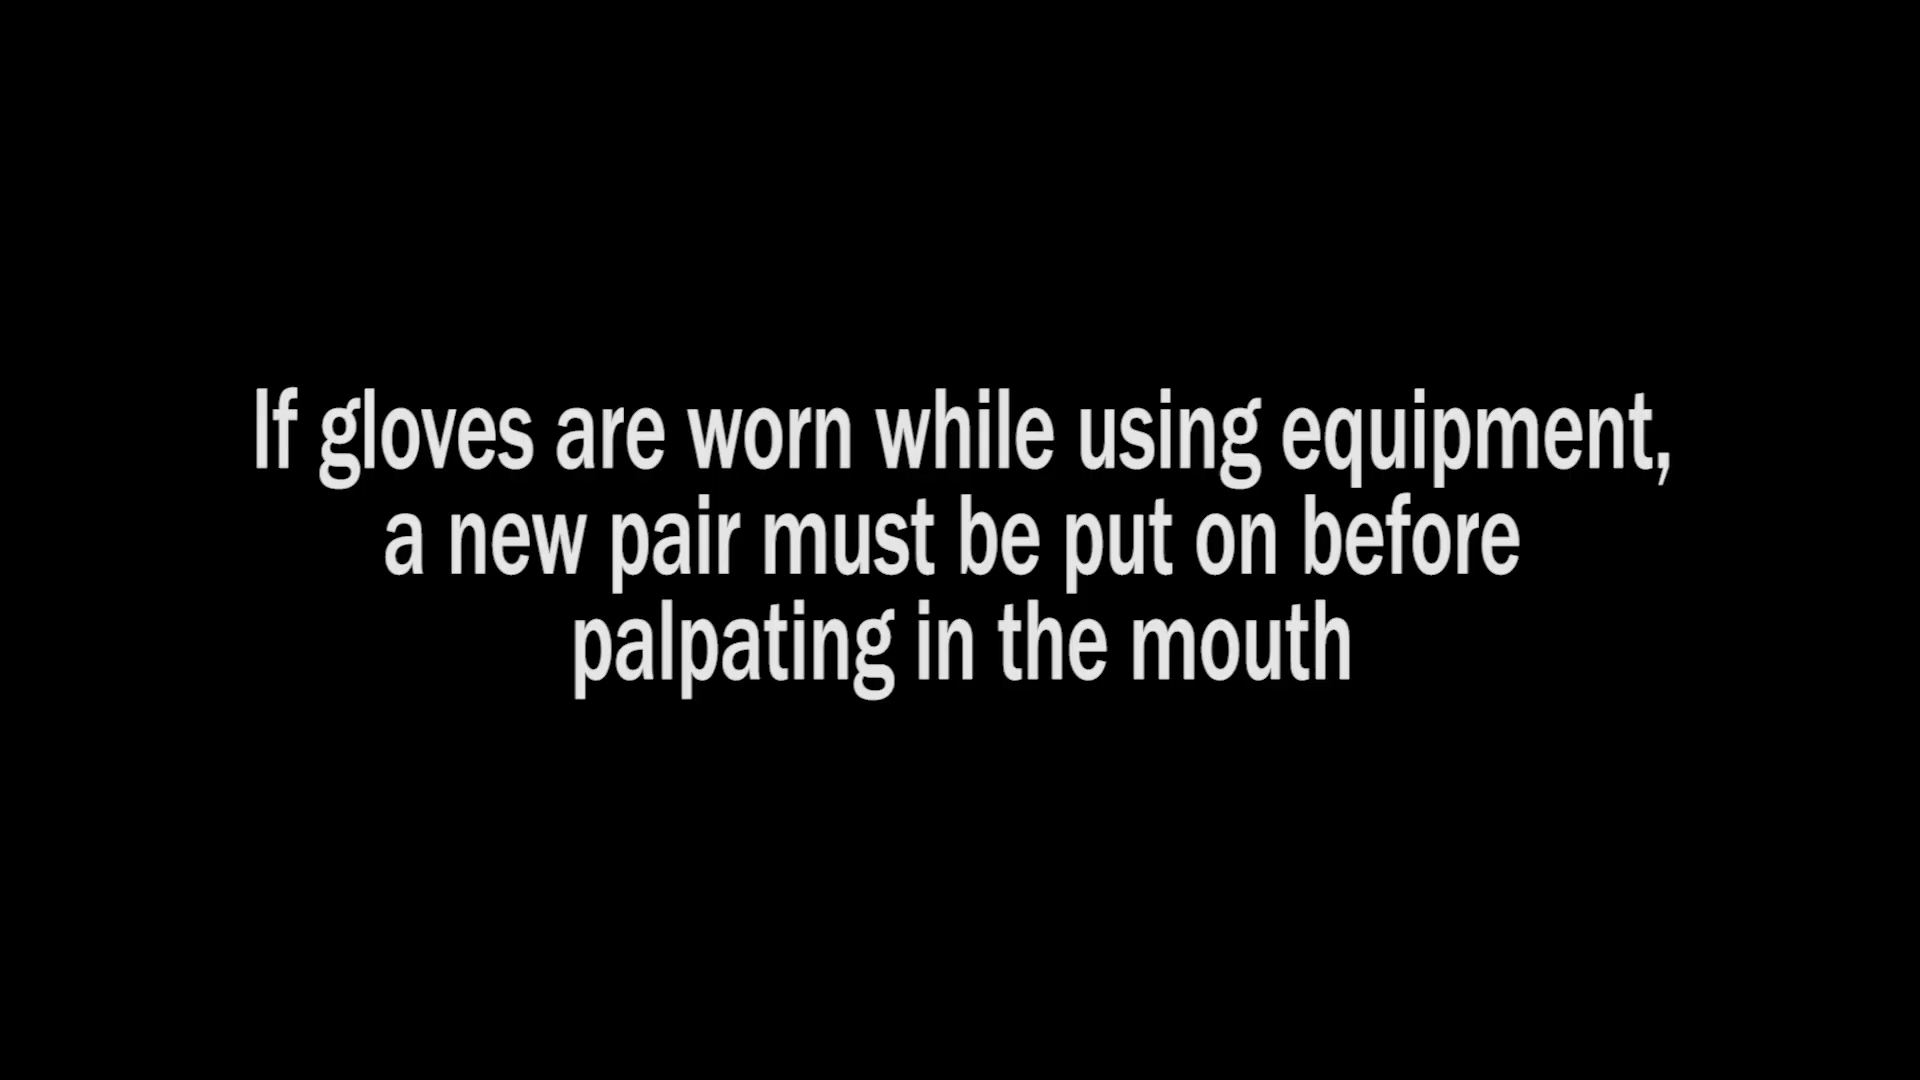 If gloves are worn while using equipment,
a new pair must be put on before
palpating in the mouth